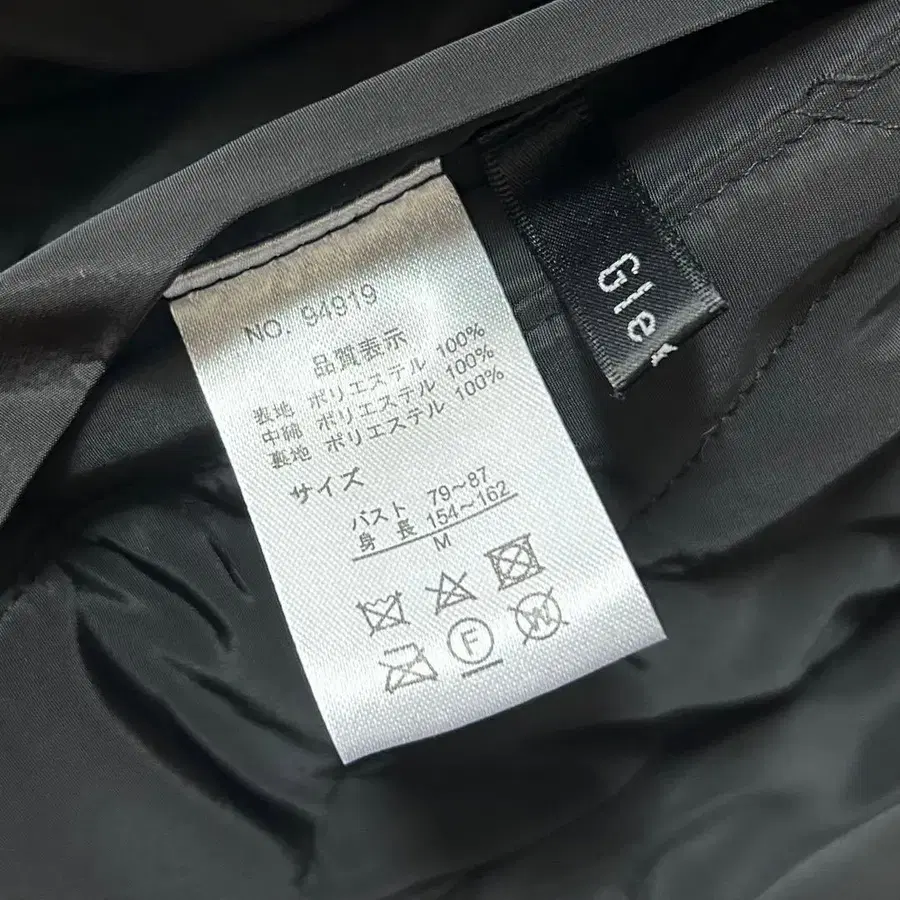 NO. 94919
品質表示
表地 ポリエステル 100%
中綿 ポリエステル 100%
裏地 ポリエステル 100%
サイズ
バスト 79～87
身 長 154～162
M
F
W
Gler